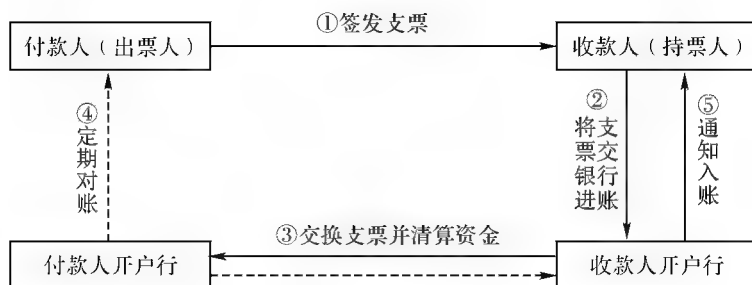 ①签发支票
付款人（出票人）
收款人（持票人）
④定期对账
②将支票交银行进账
⑤通知入账
③交换支票并清算资金
付款人开户行
收款人开户行